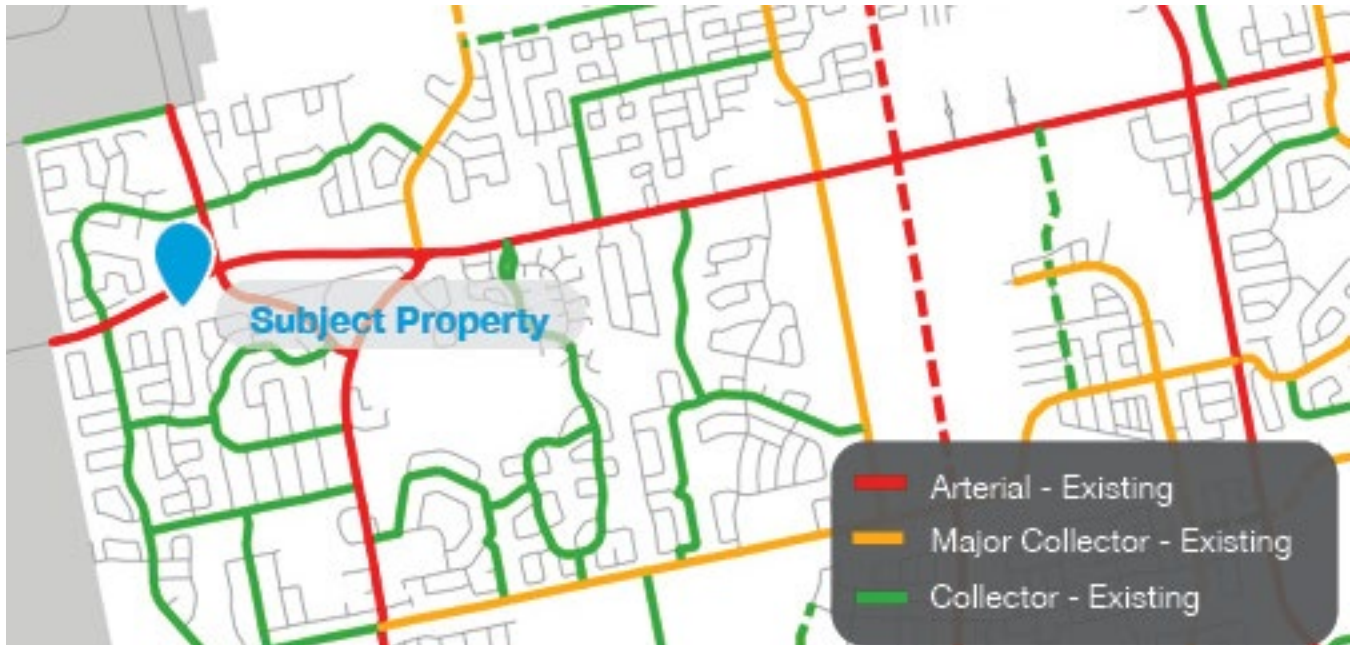 Subject Property
Arterial - Existing
Major Collector - Existing
Collector - Existing